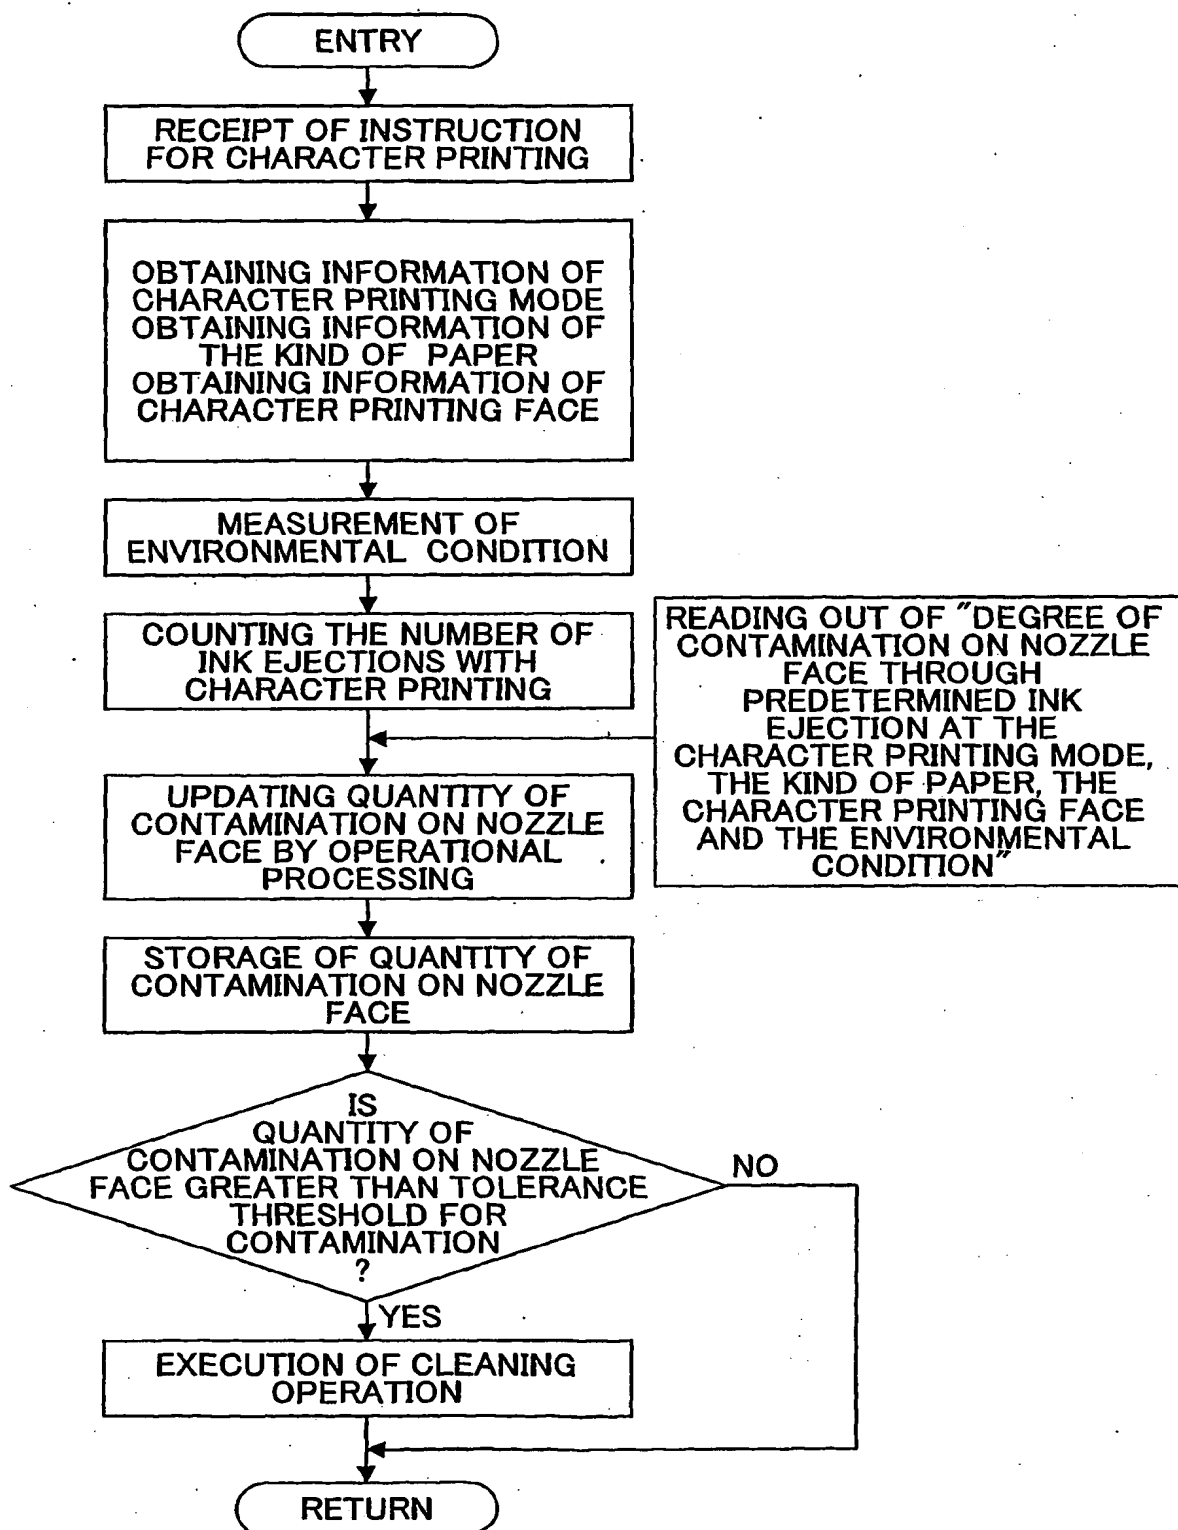 ENTRY
RECEIPT OF INSTRUCTION
FOR CHARACTER PRINTING
OBTAINING INFORMATION OF
CHARACTER PRINTING MODE
OBTAINING INFORMATION OF
THE KIND OF PAPER
OBTAINING INFORMATION OF
CHARACTER PRINTING FACE
MEASUREMENT OF
ENVIRONMENTAL CONDITION
COUNTING THE NUMBER OF
INK EJECTIONS WITH
CHARACTER PRINTING
READING OUT OF "DEGREE OF
CONTAMINATION ON NOZZLE
FACE THROUGH
PREDETERMINED INK
EJECTION AT THE
CHARACTER PRINTING MODE,
THE KIND OF PAPER, THE
CHARACTER PRINTING FACE
AND THE ENVIRONMENTAL
CONDITION"
UPDATING QUANTITY OF
CONTAMINATION ON NOZZLE
FACE BY OPERATIONAL
PROCESSING
STORAGE OF QUANTITY OF
CONTAMINATION ON NOZZLE
FACE
IS
QUANTITY OF
CONTAMINATION ON NOZZLE
FACE GREATER THAN TOLERANCE
THRESHOLD FOR
CONTAMINATION
?
NO
YES
EXECUTION OF CLEANING
OPERATION
RETURN